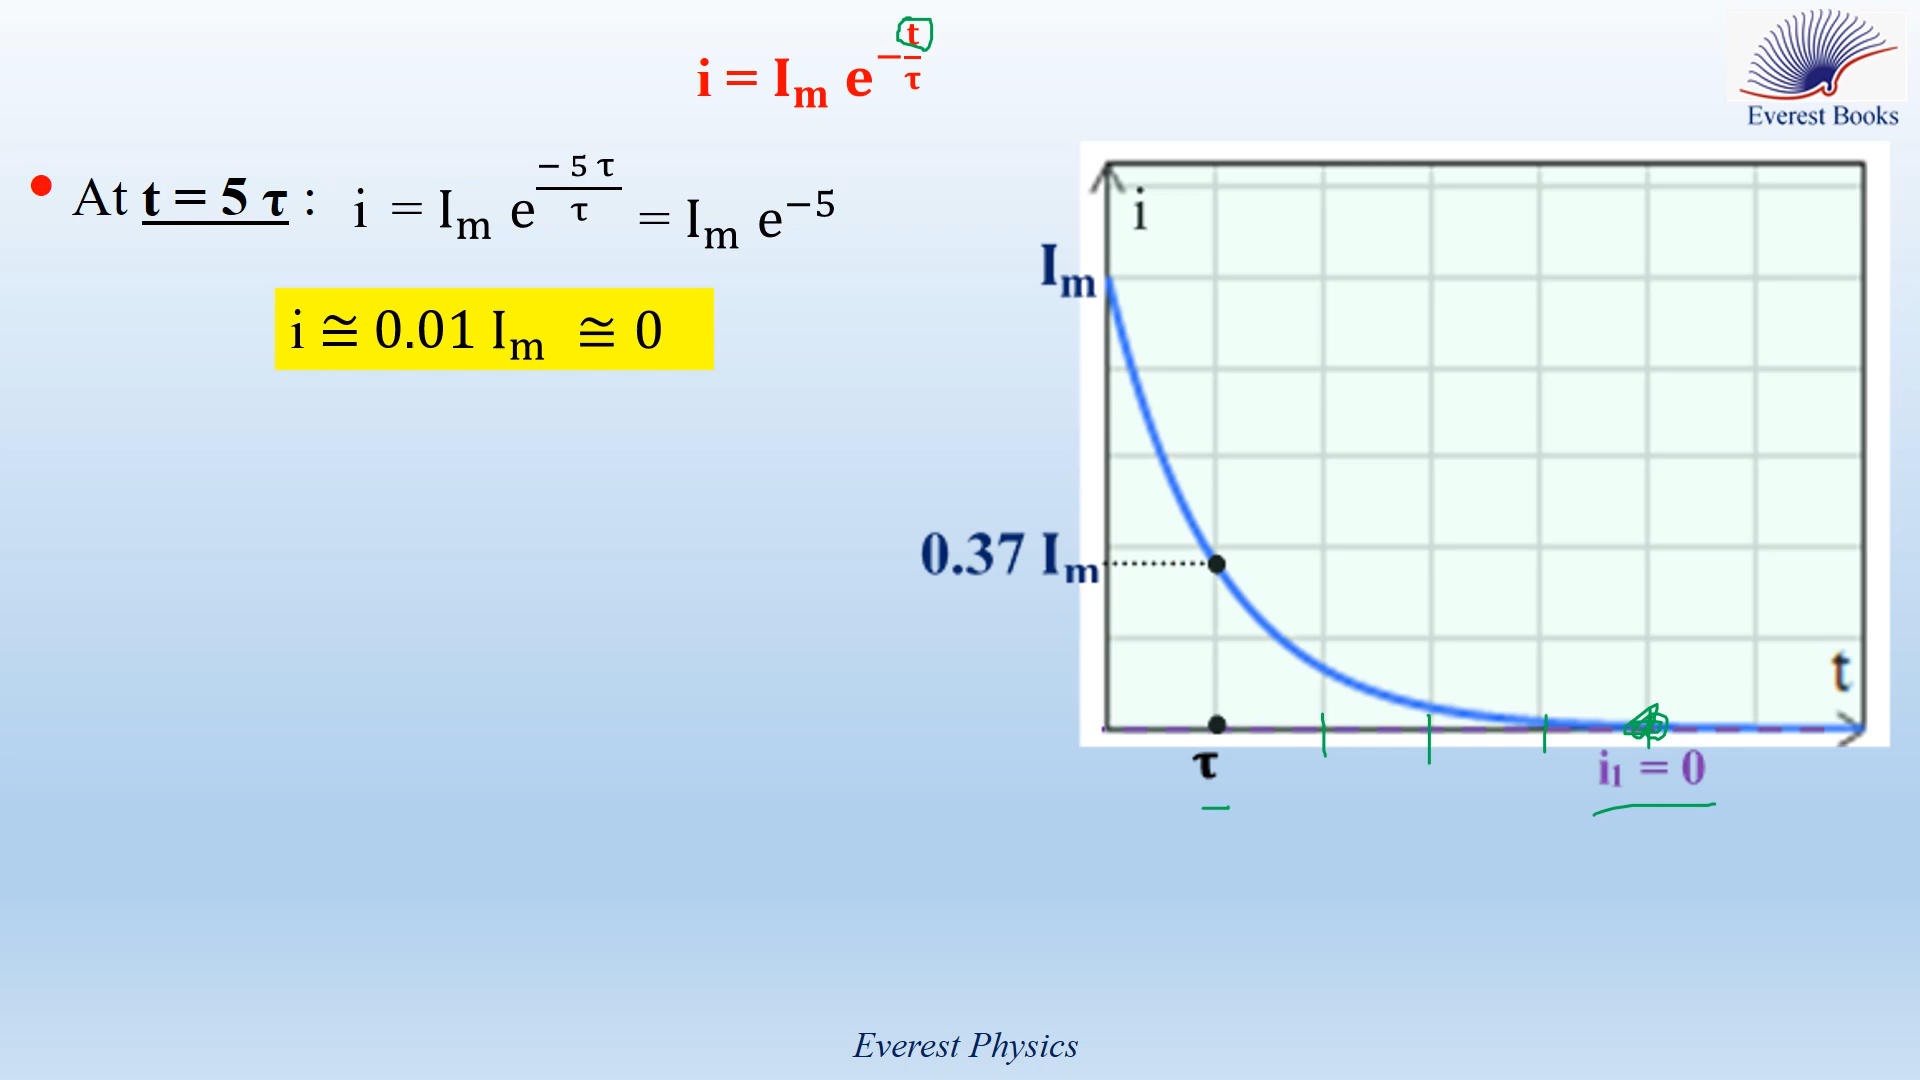 i = Iₘ e^(−t/τ)
Everest Books
• At t = 5 τ : i = Iₘ e^(− 5 τ/τ) = Iₘ e⁻⁵
i ≅ 0.01 Iₘ ≅ 0
i
Iₘ
0.37 Iₘ
t
τ
i₁ = 0
Everest Physics